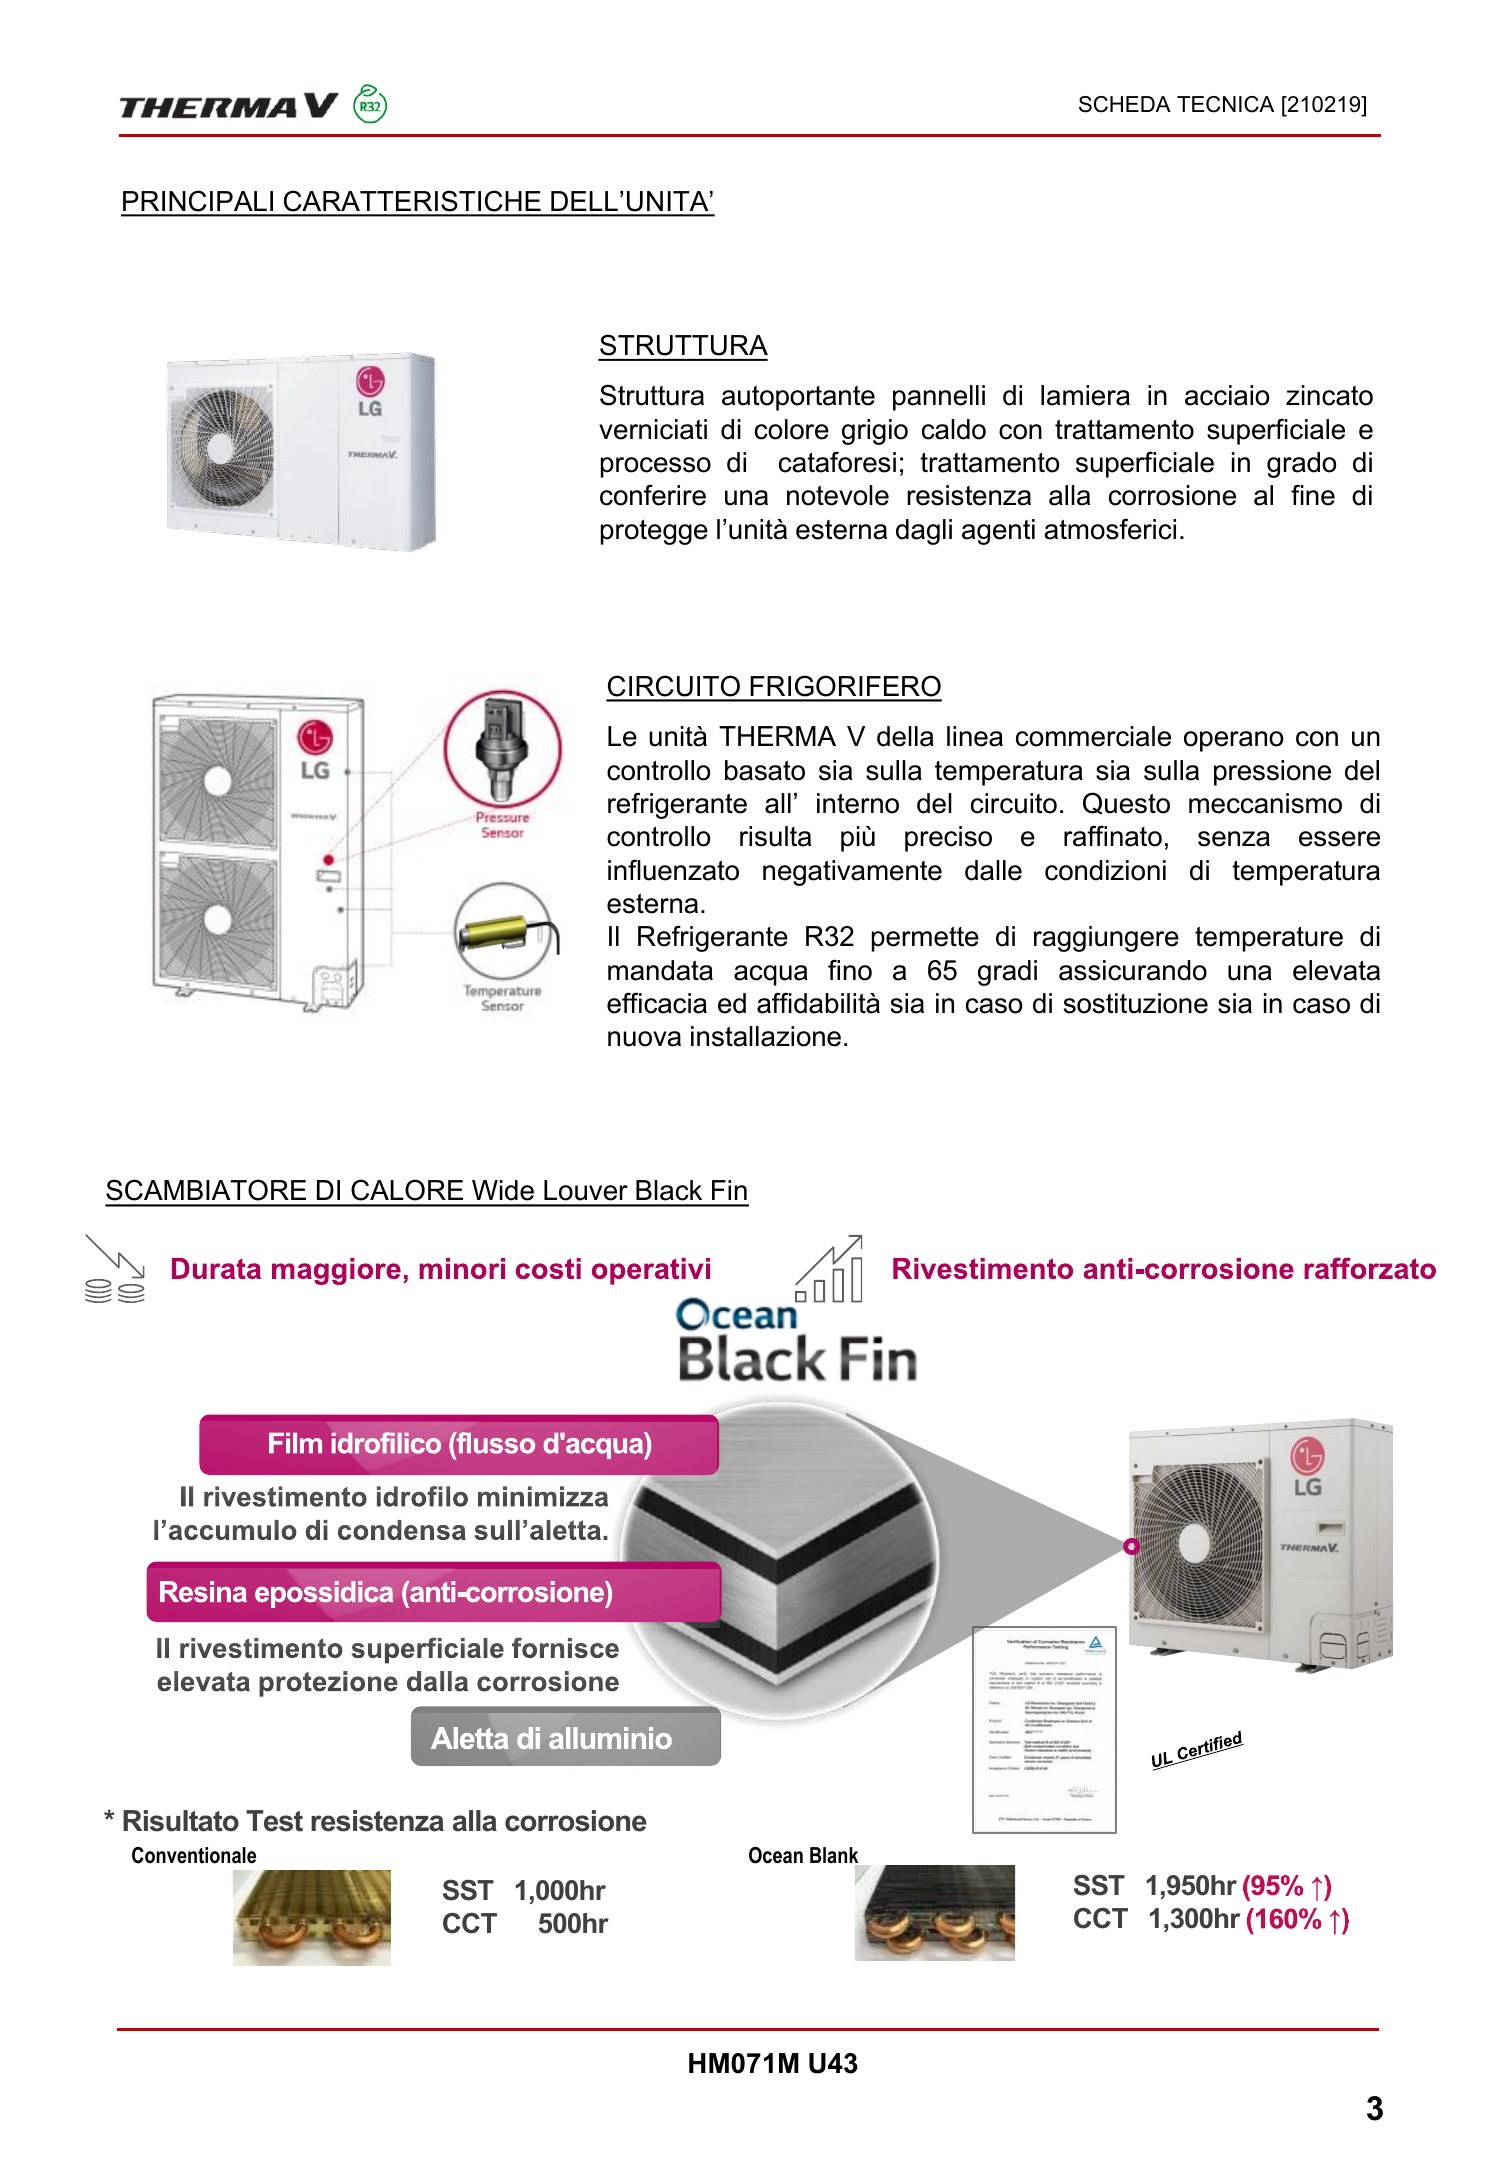 THERMA V R32
SCHEDA TECNICA [210219]
PRINCIPALI CARATTERISTICHE DELL’UNITA’
LG
THERMA V.
STRUTTURA
Struttura autoportante pannelli di lamiera in acciaio zincato
verniciati di colore grigio caldo con trattamento superficiale e
processo di cataforesi; trattamento superficiale in grado di
conferire una notevole resistenza alla corrosione al fine di
protegge l’unità esterna dagli agenti atmosferici.
LG
Pressure
Sensor
Temperature
Sensor
CIRCUITO FRIGORIFERO
Le unità THERMA V della linea commerciale operano con un
controllo basato sia sulla temperatura sia sulla pressione del
refrigerante all’ interno del circuito. Questo meccanismo di
controllo risulta più preciso e raffinato, senza essere
influenzato negativamente dalle condizioni di temperatura
esterna.
Il Refrigerante R32 permette di raggiungere temperature di
mandata acqua fino a 65 gradi assicurando una elevata
efficacia ed affidabilità sia in caso di sostituzione sia in caso di
nuova installazione.
SCAMBIATORE DI CALORE Wide Louver Black Fin
Durata maggiore, minori costi operativi
Rivestimento anti-corrosione rafforzato
Ocean
Black Fin
Film idrofilico (flusso d'acqua)
Il rivestimento idrofilo minimizza
l’accumulo di condensa sull’aletta.
Resina epossidica (anti-corrosione)
Il rivestimento superficiale fornisce
elevata protezione dalla corrosione
Aletta di alluminio
LG
THERMA V.
Verification of Corrosion Resistance
Performance Testing
UL Certified
* Risultato Test resistenza alla corrosione
Conventionale
SST 1,000hr
CCT 500hr
Ocean Blank
SST 1,950hr (95% ↑)
CCT 1,300hr (160% ↑)
HM071M U43
3